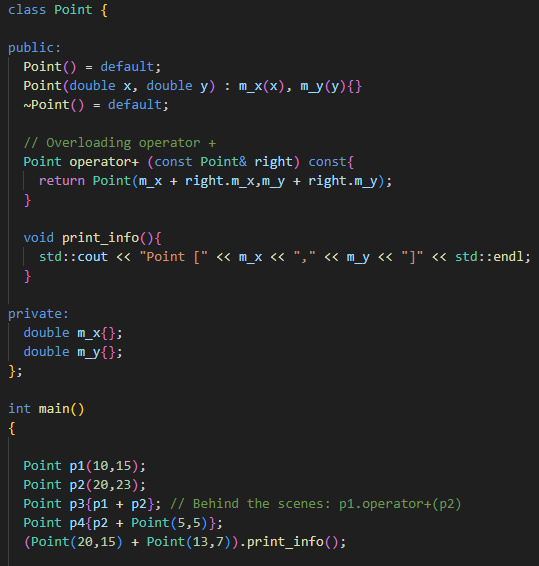 class Point {
public:
Point() = default;
Point(double x, double y) : m_x(x), m_y(y){}
~Point() = default;
// Overloading operator +
Point operator+ (const Point& right) const{
return Point(m_x + right.m_x,m_y + right.m_y);
}
void print_info(){
std::cout << "Point [" << m_x << "," << m_y << "]" << std::endl;
}
private:
double m_x{};
double m_y{};
};
int main()
{
Point p1(10,15);
Point p2(20,23);
Point p3{p1 + p2}; // Behind the scenes: p1.operator+(p2)
Point p4{p2 + Point(5,5)};
(Point(20,15) + Point(13,7)).print_info();